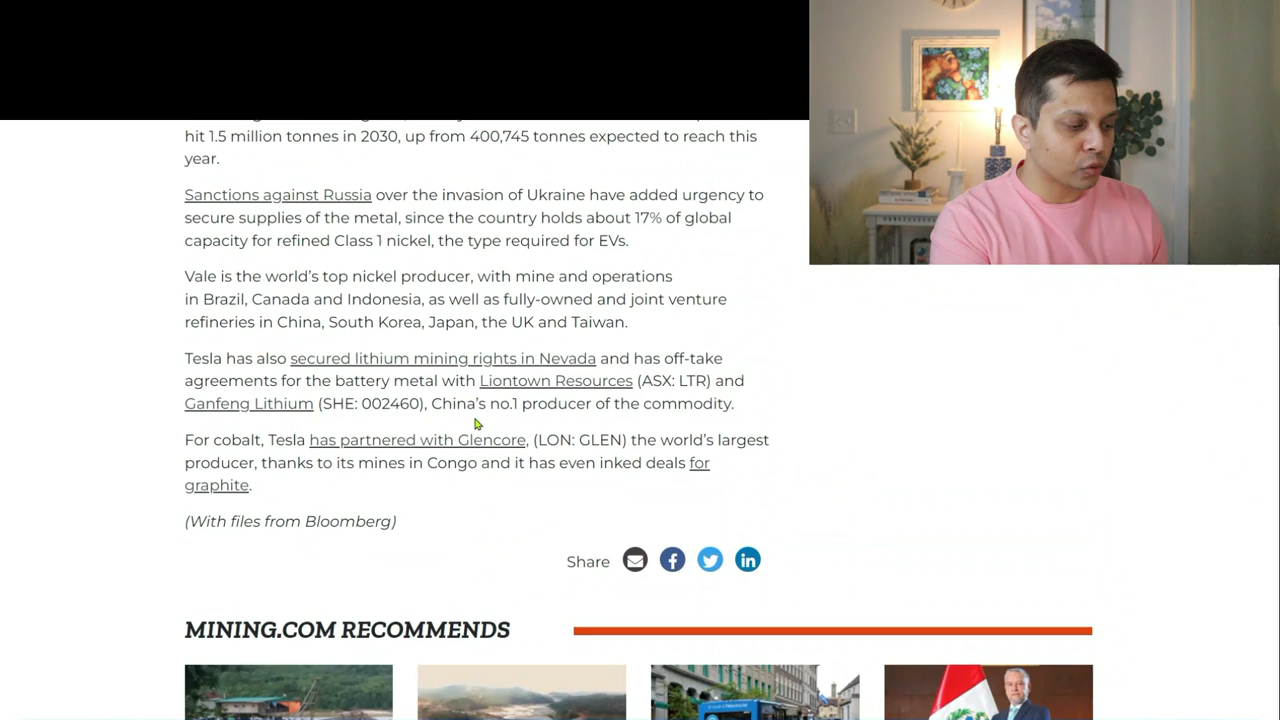 hit 1.5 million tonnes in 2030, up from 400,745 tonnes expected to reach this
year.
Sanctions against Russia over the invasion of Ukraine have added urgency to
secure supplies of the metal, since the country holds about 17% of global
capacity for refined Class 1 nickel, the type required for EVs.
Vale is the world’s top nickel producer, with mine and operations
in Brazil, Canada and Indonesia, as well as fully-owned and joint venture
refineries in China, South Korea, Japan, the UK and Taiwan.
Tesla has also secured lithium mining rights in Nevada and has off-take
agreements for the battery metal with Liontown Resources (ASX: LTR) and
Ganfeng Lithium (SHE: 002460), China’s no.1 producer of the commodity.
For cobalt, Tesla has partnered with Glencore, (LON: GLEN) the world’s largest
producer, thanks to its mines in Congo and it has even inked deals for
graphite.
(With files from Bloomberg)
Share
MINING.COM RECOMMENDS